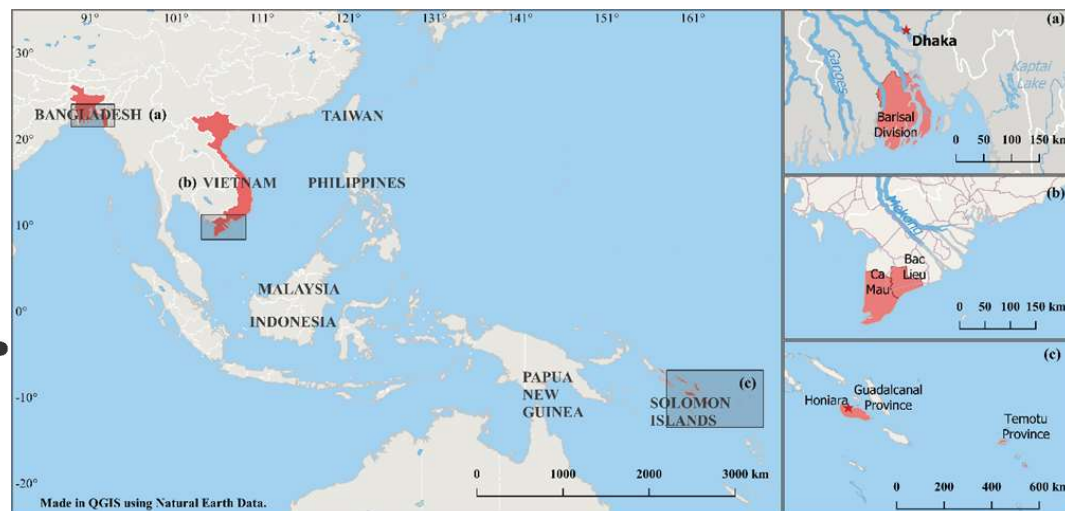 91° 101° 111° 121° 131° 141° 151° 161°
30°
20°
10°
0°
-10°
-20°
BANGLADESH (a)
TAIWAN
(b) VIETNAM
PHILIPPINES
MALAYSIA
INDONESIA
PAPUA
NEW
GUINEA
(c)
SOLOMON
ISLANDS
0 1000 2000 3000 km
Made in QGIS using Natural Earth Data.
(a)
Dhaka
Ganges
Kaptai
Lake
Barisal
Division
0 50 100 150 km
(b)
Mekong
Bac
Lieu
Ca
Mau
0 50 100 150 km
(c)
Guadalcanal
Province
Honiara
Temotu
Province
0 200 400 600 km